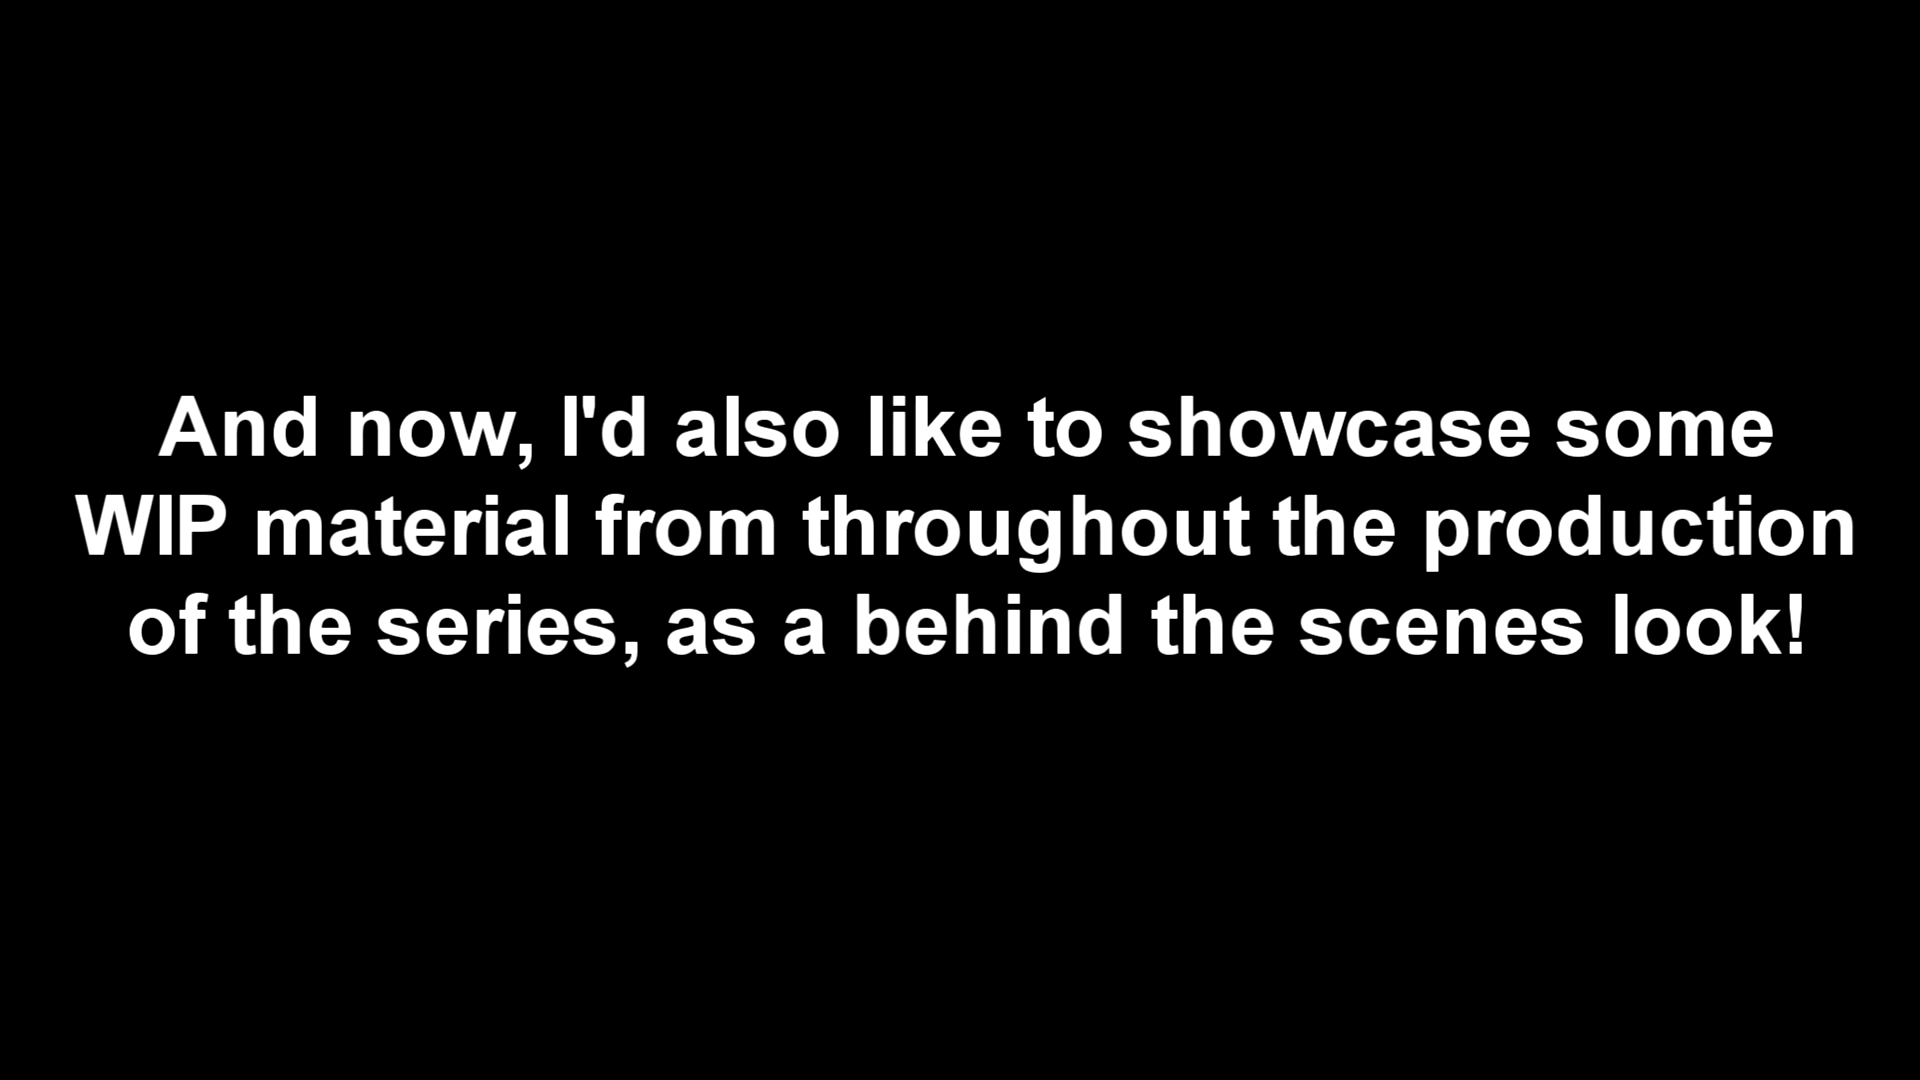 And now, I'd also like to showcase some
WIP material from throughout the production
of the series, as a behind the scenes look!